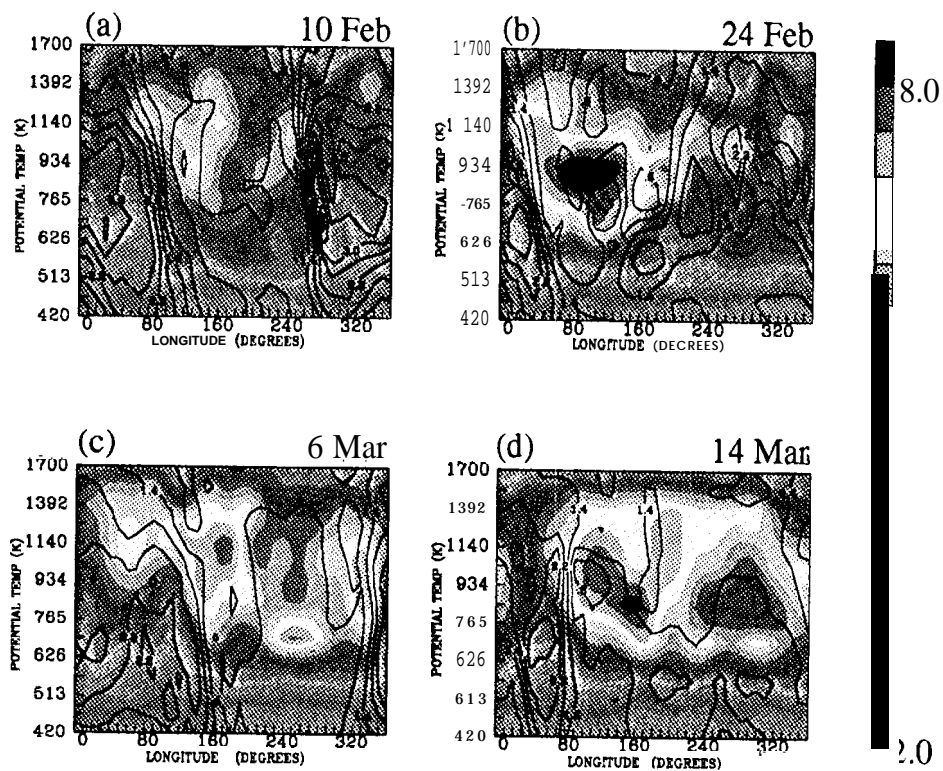 (a) 10 Feb
1700
1392
1140
934
765
626
513
420
POTENTIAL TEMP (K)
0 80 160 240 320
LONGITUDE (DEGREES)
(b) 24 Feb
1'700
1392
1 140
934
-765
626
513
420
POTENTIAL TEMP (K)
0 80 160 240 320
LONGITUDE (DECREES)
8.0
2.0
(c) 6 Mar
1700
1392
1140
934
765
626
513
420
POTENTIAL TEMP (K)
0 80 160 240 320
LONGITUDE (DEGREES)
1.4
(d) 14 Mar
1700
1392
1140
934
765
626
613
420
POTENTIAL TEMP (K)
0 80 160 240 320
LONGITUDE (DEGREES)
1.4